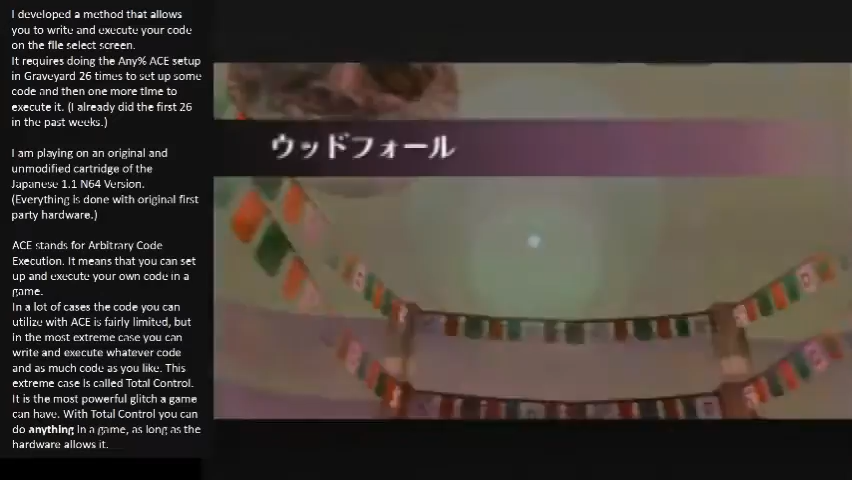 I developed a method that allows
you to write and execute your code
on the file select screen.
It requires doing the Any% ACE setup
in Graveyard 26 times to set up some
code and then one more time to
execute it. (I already did the first 26
in the past weeks.)
I am playing on an original and
unmodified cartridge of the
Japanese 1.1 N64 Version.
(Everything is done with original first
party hardware.)
ACE stands for Arbitrary Code
Execution. It means that you can set
up and execute your own code in a
game.
In a lot of cases the code you can
utilize with ACE is fairly limited, but
in the most extreme case you can
write and execute whatever code
and as much code as you like. This
extreme case is called Total Control.
It is the most powerful glitch a game
can have. With Total Control you can
do anything in a game, as long as the
hardware allows it.
ウッドフォール